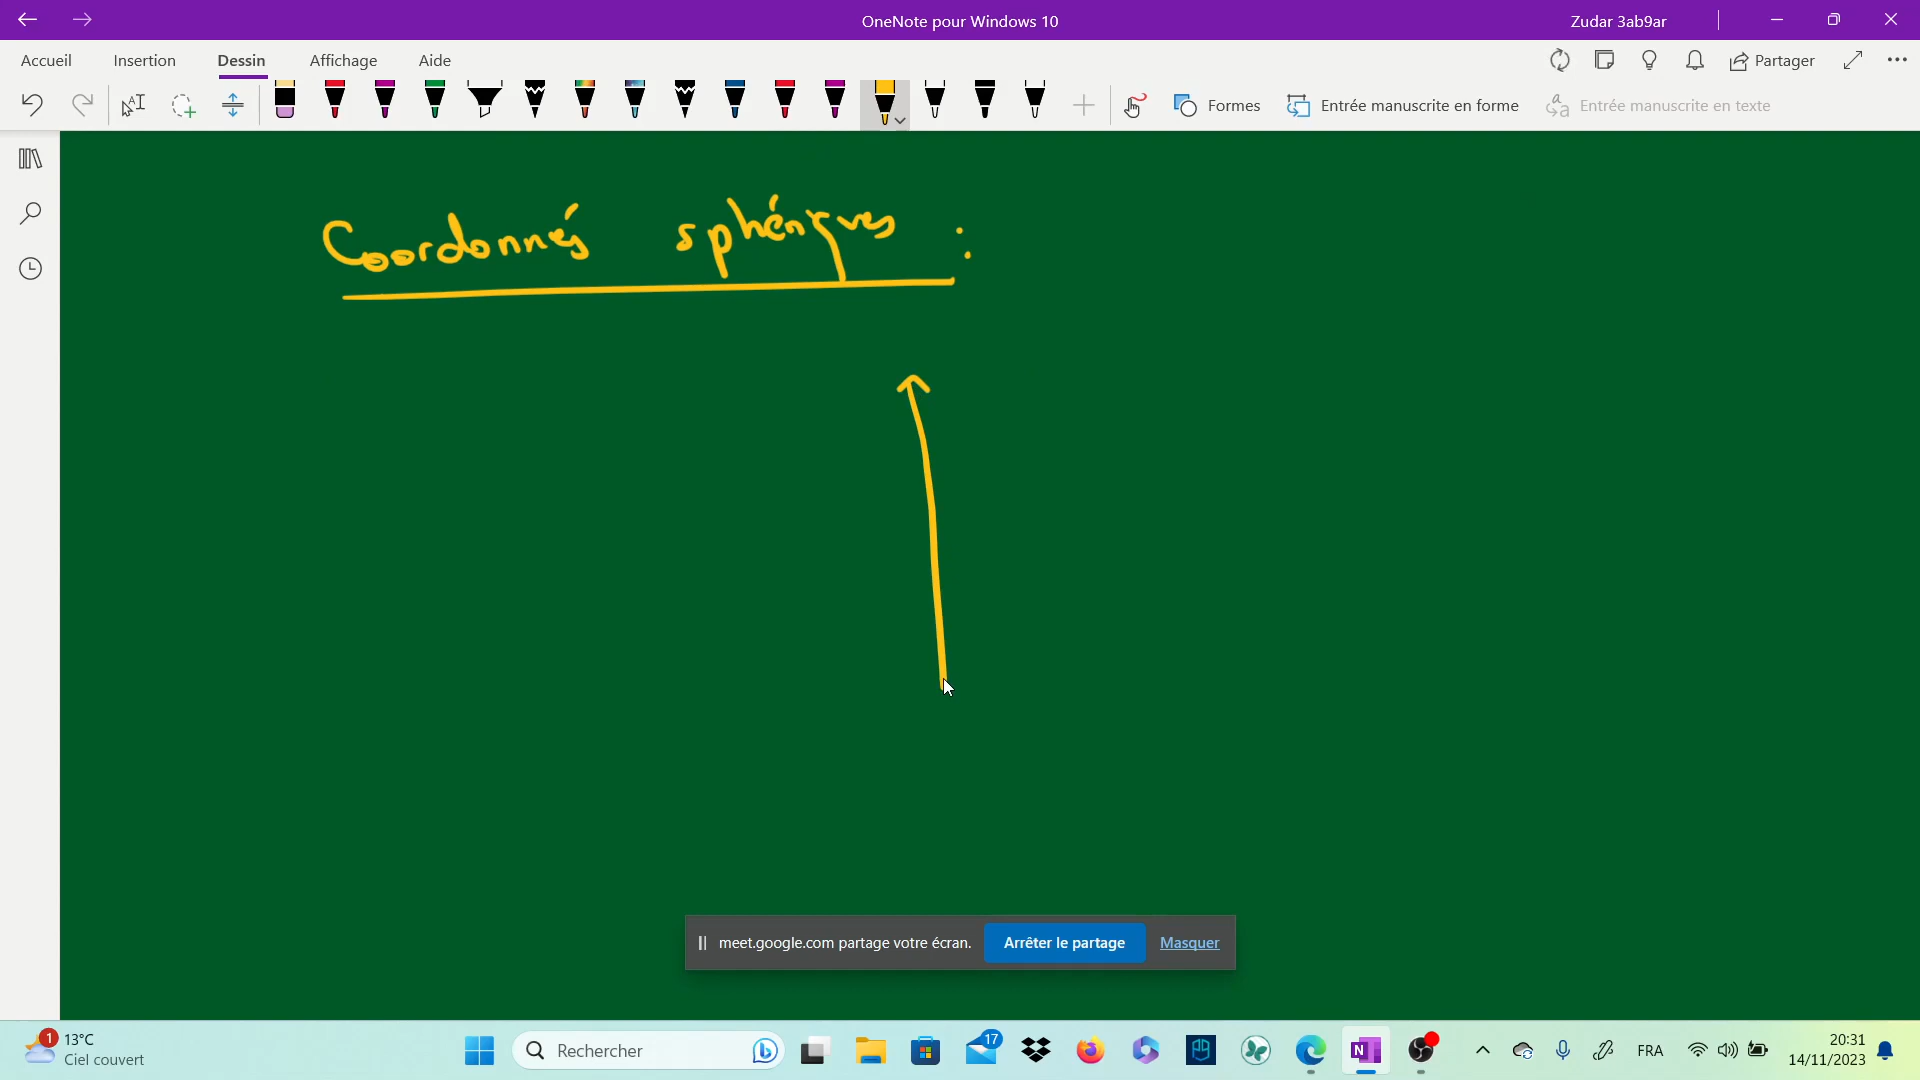 OneNote pour Windows 10
Zudar 3ab9ar
Accueil Insertion Dessin Affichage Aide
Partager
Formes Entrée manuscrite en forme Entrée manuscrite en texte
Coordonnés sphériques :
meet.google.com partage votre écran. Arrêter le partage Masquer
1 13°C
Ciel couvert
Rechercher
17
FRA
20:31
14/11/2023